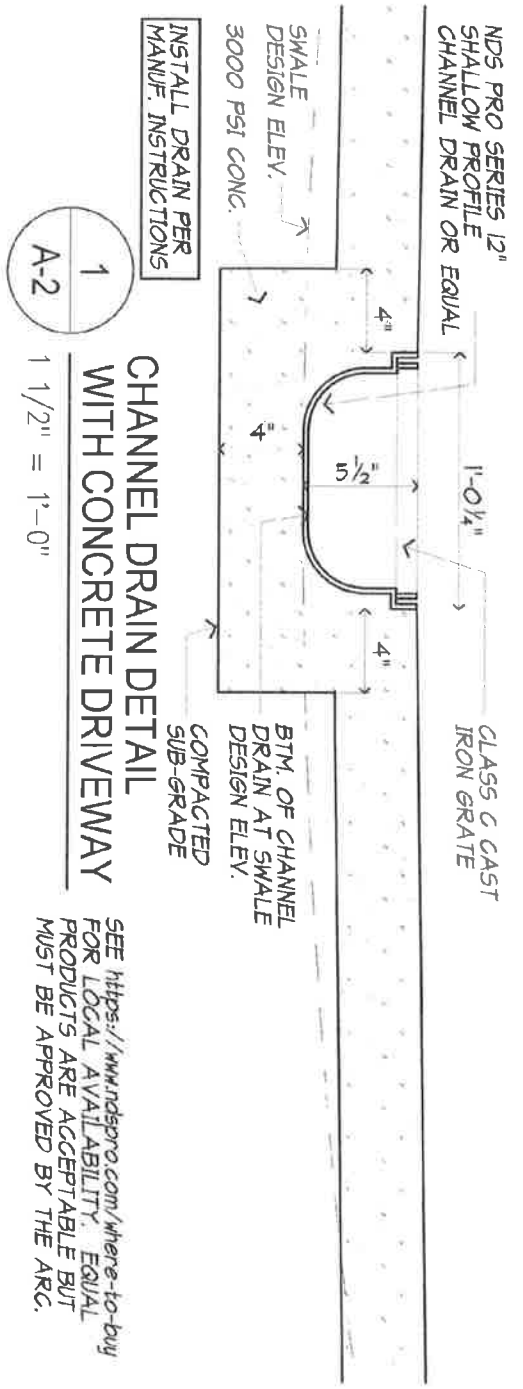 NDS PRO SERIES 12"
SHALLOW PROFILE
CHANNEL DRAIN OR EQUAL
1'-0 1/4"
CLASS C CAST
IRON GRATE
4"
5 1/2"
4"
4"
SWALE
DESIGN ELEV.
3000 PSI CONC.
BTM. OF CHANNEL
DRAIN AT SWALE
DESIGN ELEV.
COMPACTED
SUB-GRADE
INSTALL DRAIN PER
MANUF. INSTRUCTIONS
1
A-2
CHANNEL DRAIN DETAIL
WITH CONCRETE DRIVEWAY
1 1/2" = 1'-0"
SEE https://www.ndspro.com/where-to-buy
FOR LOCAL AVAILABILITY. EQUAL
PRODUCTS ARE ACCEPTABLE BUT
MUST BE APPROVED BY THE ARC.